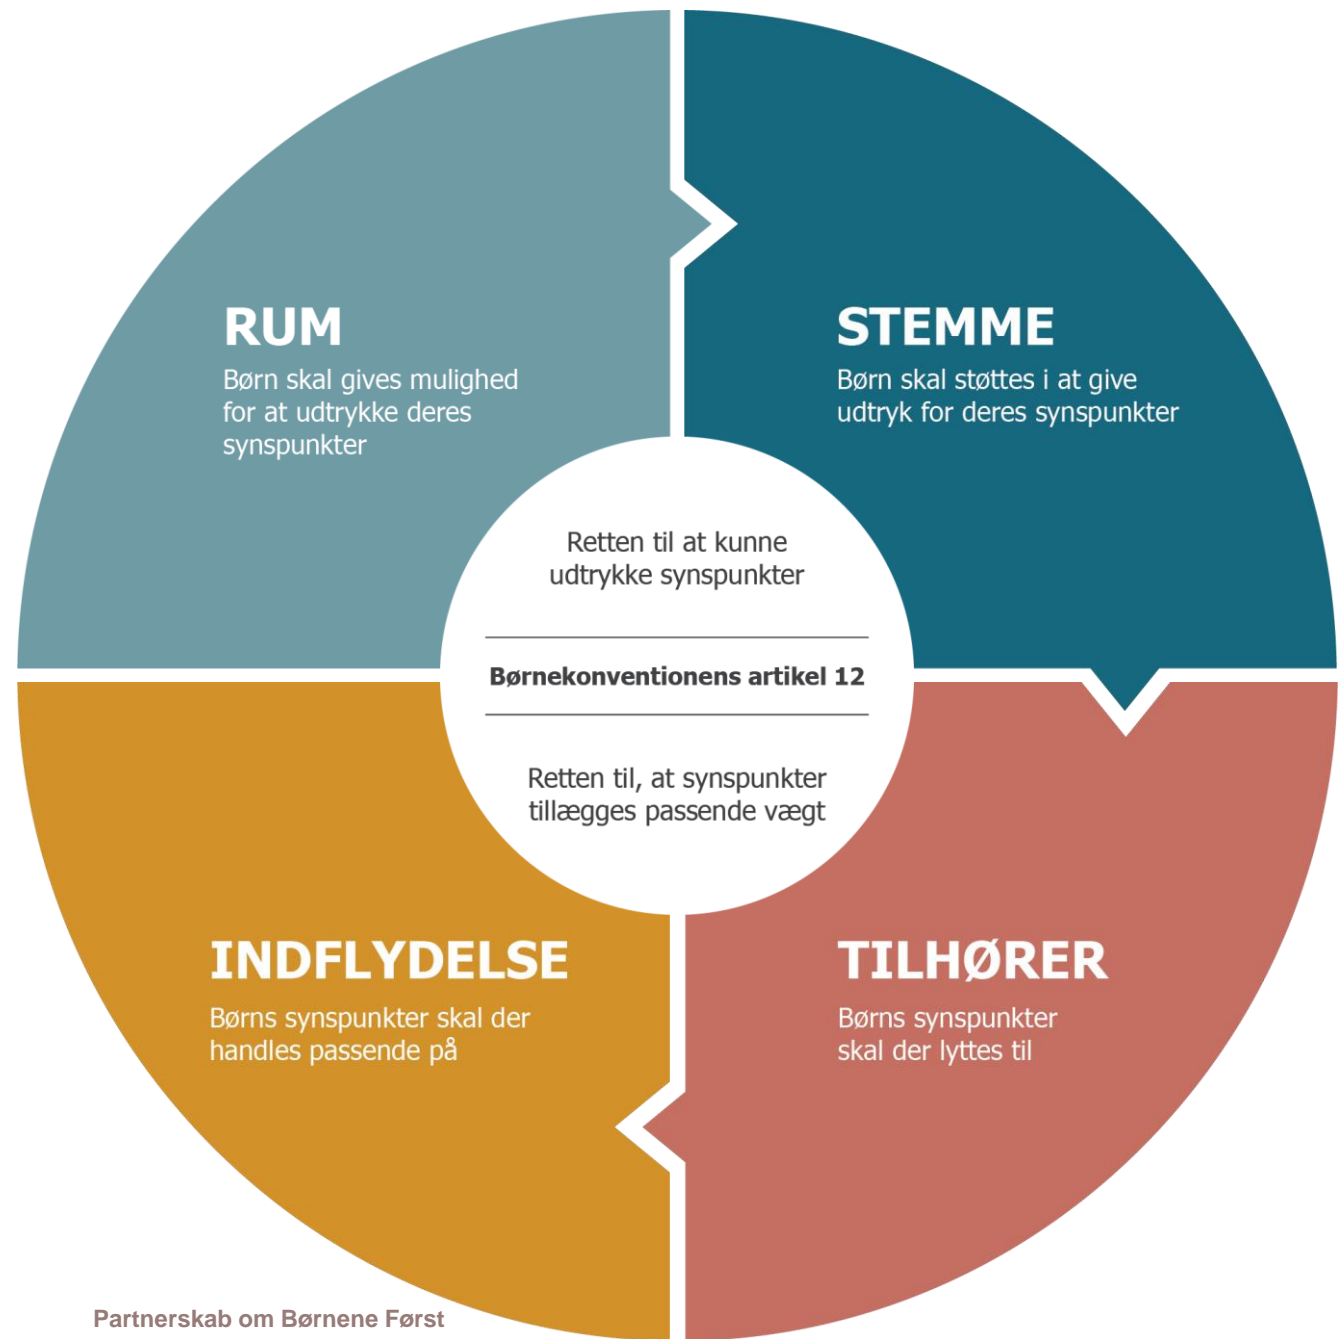 RUM
Børn skal gives mulighed
for at udtrykke deres
synspunkter
STEMME
Børn skal støttes i at give
udtryk for deres synspunkter
Retten til at kunne
udtrykke synspunkter
Børnekonventionens artikel 12
Retten til, at synspunkter
tillægges passende vægt
INDFLYDELSE
Børns synspunkter skal der
handles passende på
TILHØRER
Børns synspunkter
skal der lyttes til
Partnerskab om Børnene Først